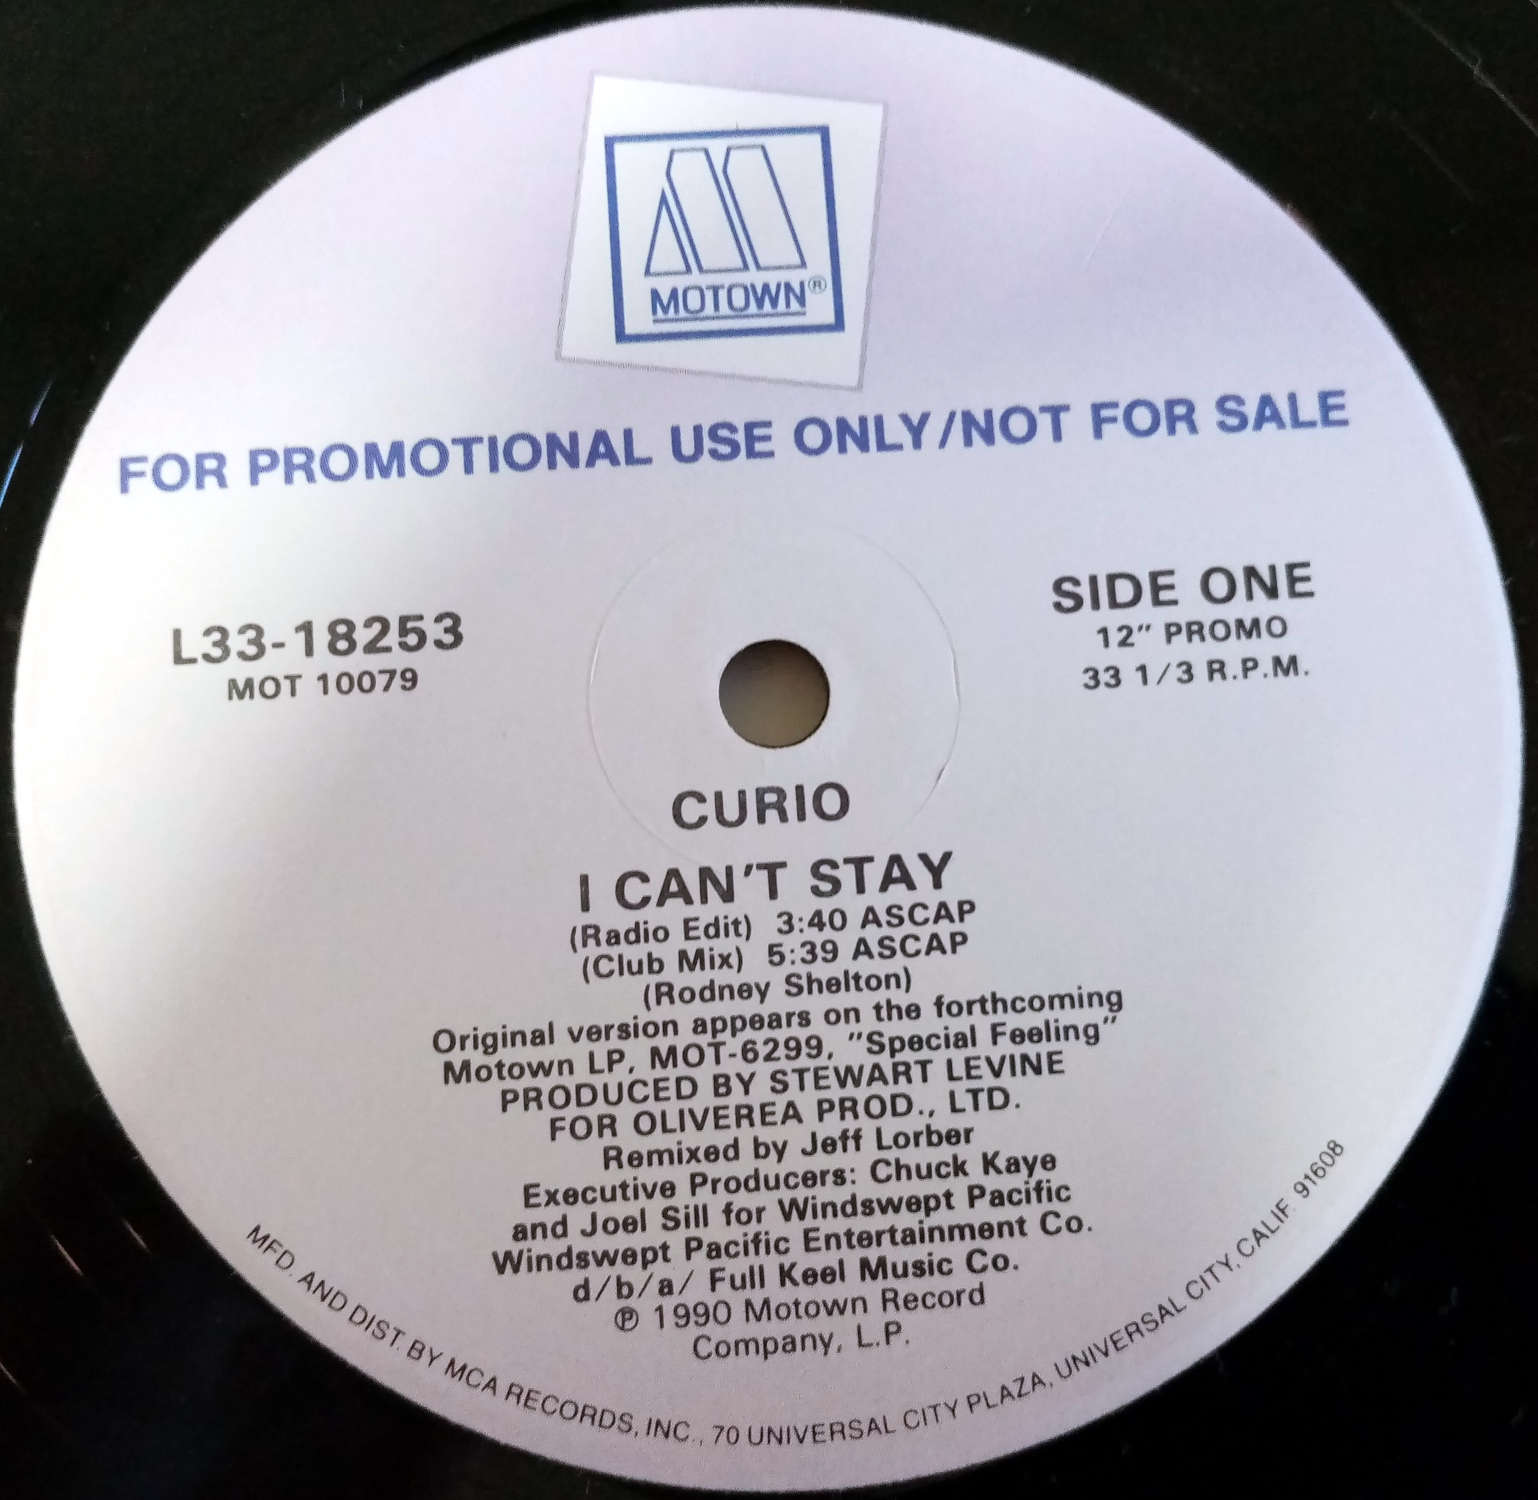 MOTOWN®
FOR PROMOTIONAL USE ONLY/NOT FOR SALE
L33-18253
MOT 10079
SIDE ONE
12" PROMO
33 1/3 R.P.M.
CURIO
I CAN'T STAY
(Radio Edit) 3:40 ASCAP
(Club Mix) 5:39 ASCAP
(Rodney Shelton)
Original version appears on the forthcoming
Motown LP, MOT-6299, "Special Feeling"
PRODUCED BY STEWART LEVINE
FOR OLIVEREA PROD., LTD.
Remixed by Jeff Lorber
Executive Producers: Chuck Kaye
and Joel Sill for Windswept Pacific
Windswept Pacific Entertainment Co.
d/b/a/ Full Keel Music Co.
℗ 1990 Motown Record
Company, L.P.
MFD. AND DIST. BY MCA RECORDS, INC., 70 UNIVERSAL CITY PLAZA, UNIVERSAL CITY, CALIF. 91608